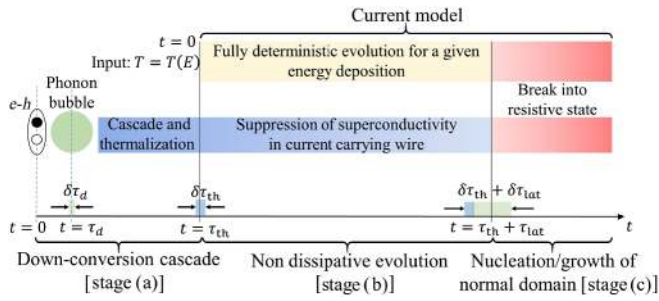 Current model
t = 0
Input: T = T(E)
Fully deterministic evolution for a given
energy deposition
Phonon
bubble
e-h
Break into
resistive state
Cascade and
thermalization
Suppression of superconductivity
in current carrying wire
δτ_d
δτ_th
δτ_th + δτ_lat
t = 0
t = τ_d
t = τ_th
t = τ_th + τ_lat
t
Down-conversion cascade
[stage (a)]
Non dissipative evolution
[stage (b)]
Nucleation/growth of
normal domain [stage (c)]